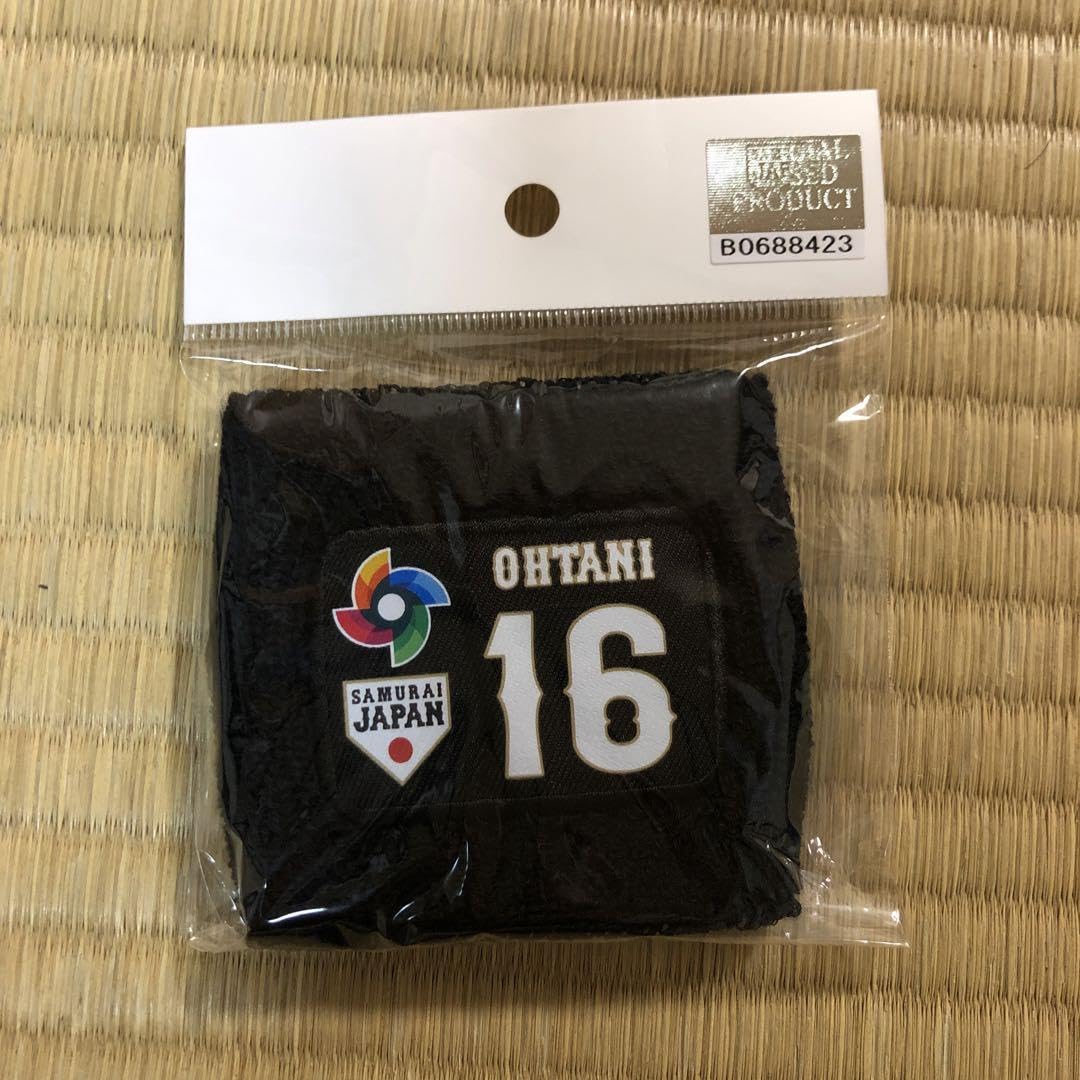 OFFICIAL
LICENSED
PRODUCT
B0688423
OHTANI
16
SAMURAI
JAPAN